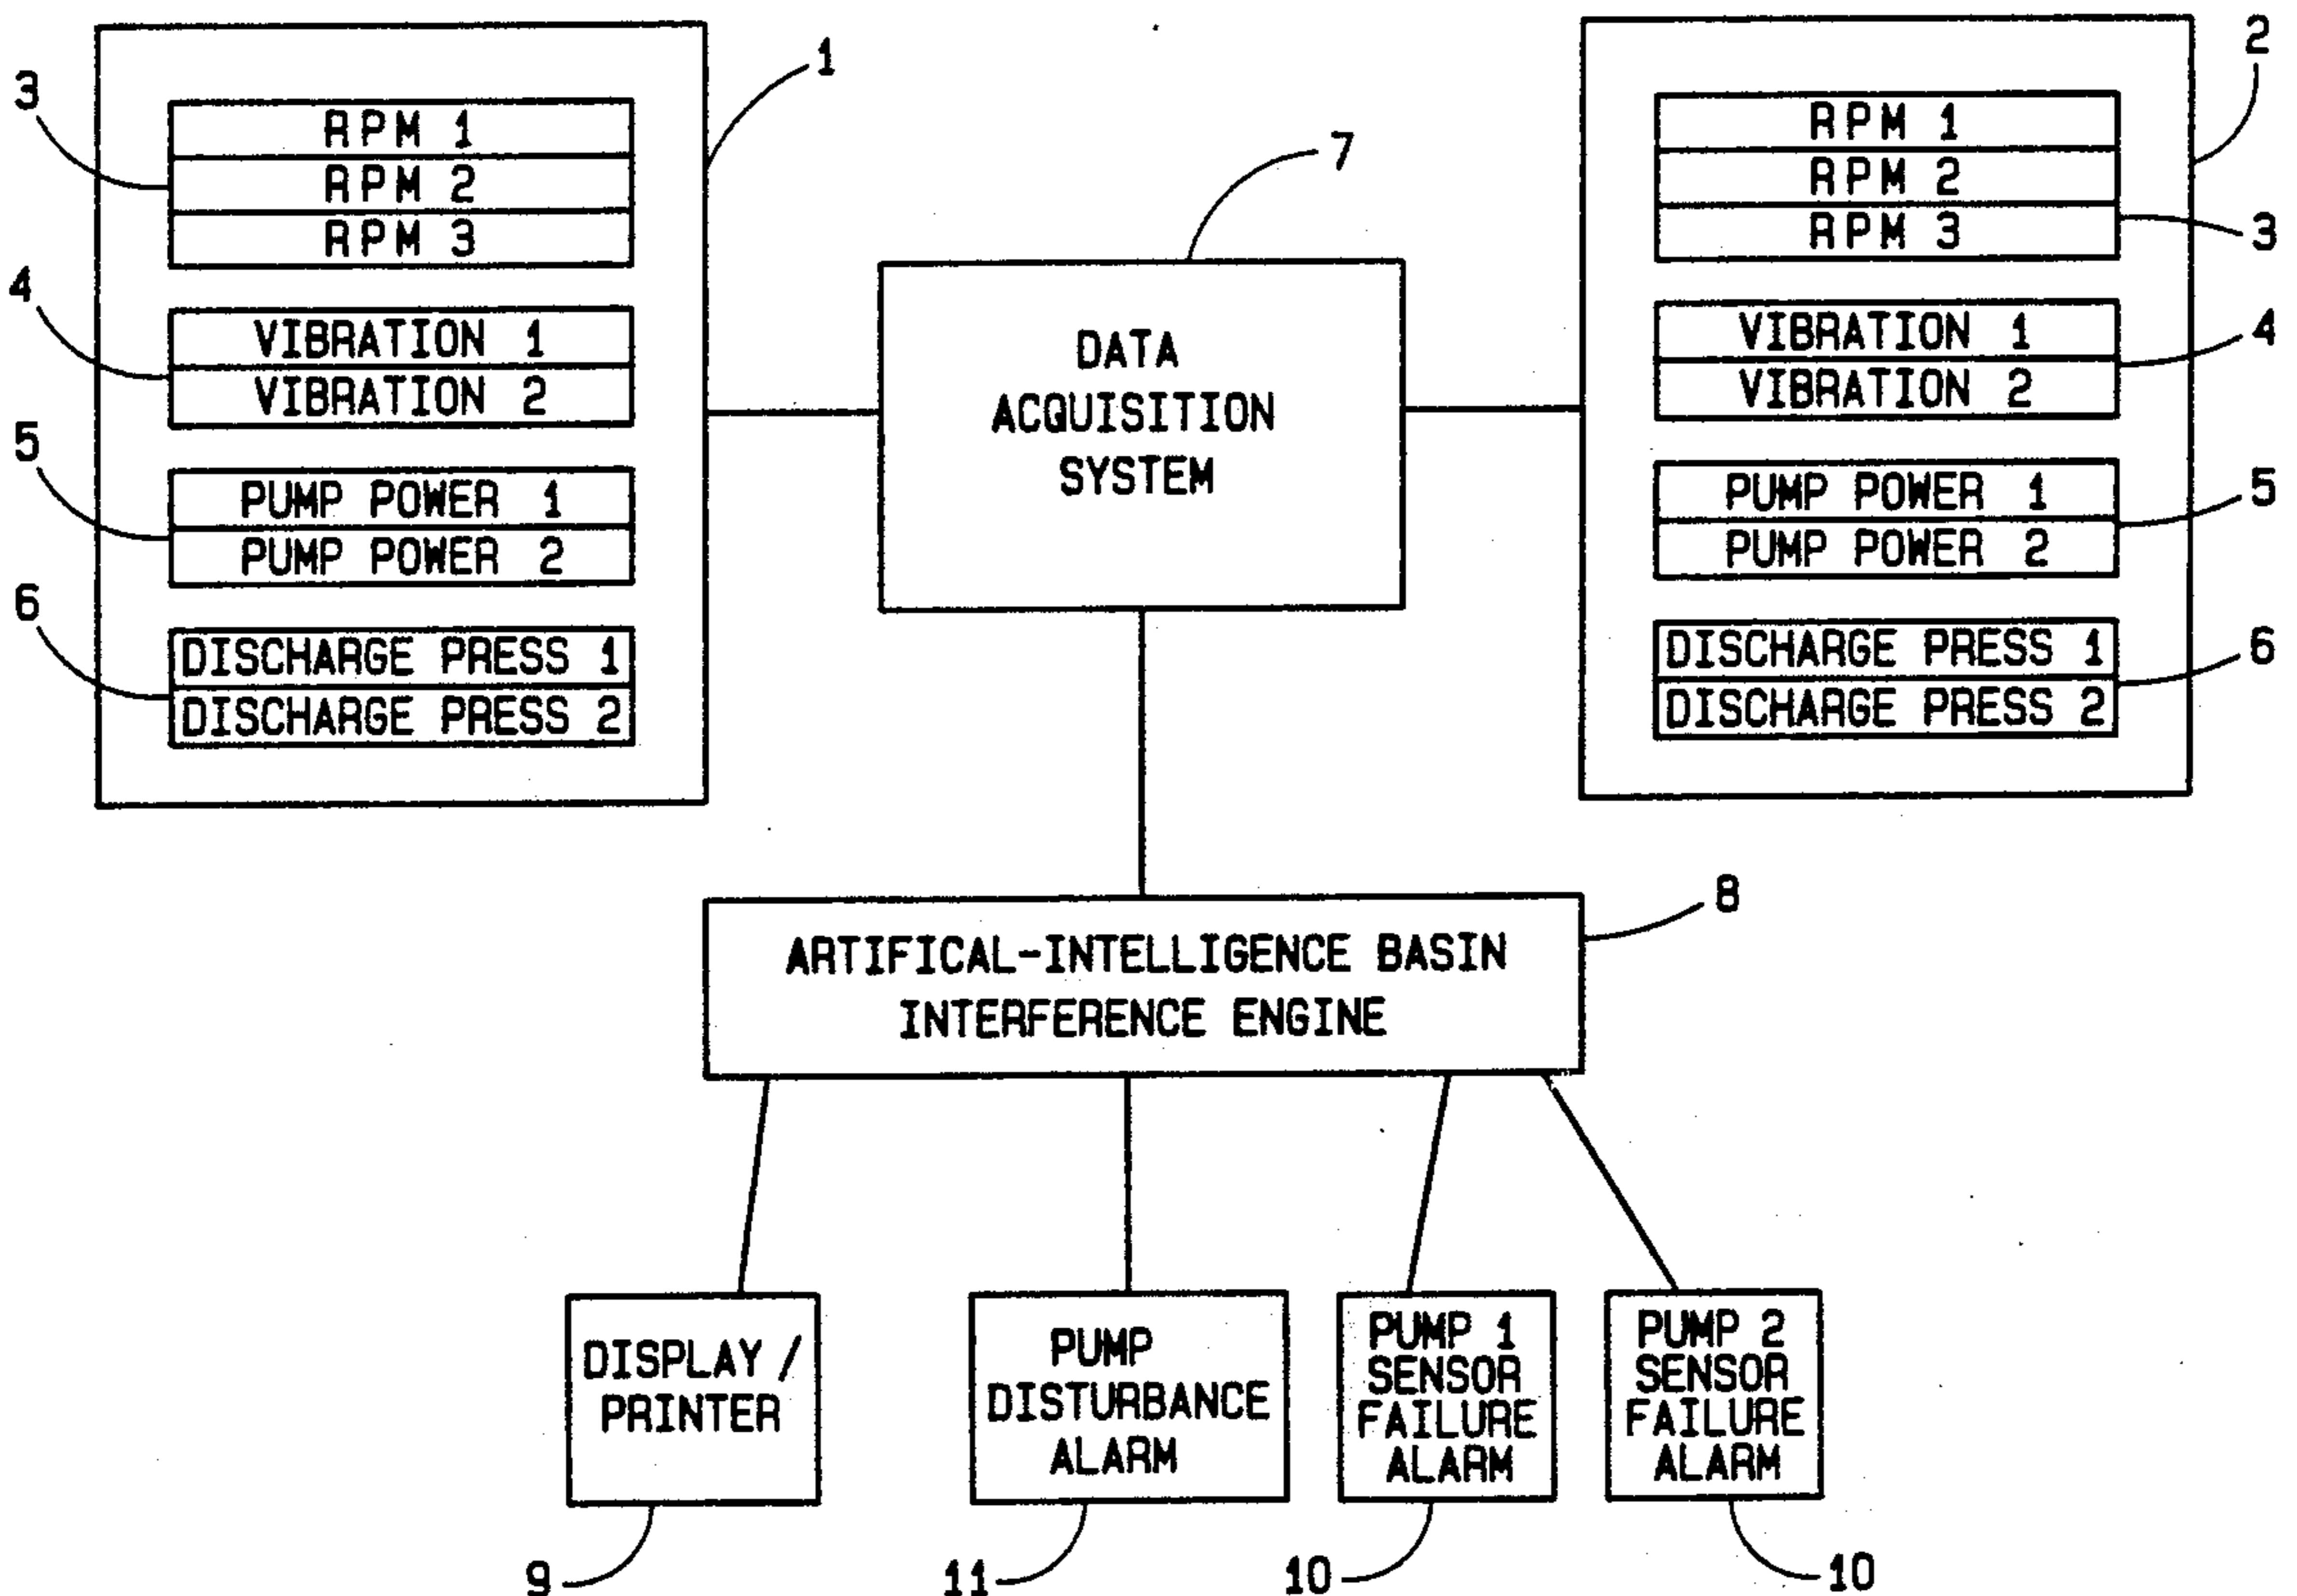 1
3
RPM 1
RPM 2
RPM 3
4
VIBRATION 1
VIBRATION 2
5
PUMP POWER 1
PUMP POWER 2
6
DISCHARGE PRESS 1
DISCHARGE PRESS 2
7
DATA
ACQUISITION
SYSTEM
2
RPM 1
RPM 2
RPM 3
3
VIBRATION 1
VIBRATION 2
4
PUMP POWER 1
PUMP POWER 2
5
DISCHARGE PRESS 1
DISCHARGE PRESS 2
6
8
ARTIFICAL-INTELLIGENCE BASIN
INTERFERENCE ENGINE
DISPLAY /
PRINTER
9
PUMP
DISTURBANCE
ALARM
11
PUMP 1
SENSOR
FAILURE
ALARM
10
PUMP 2
SENSOR
FAILURE
ALARM
10